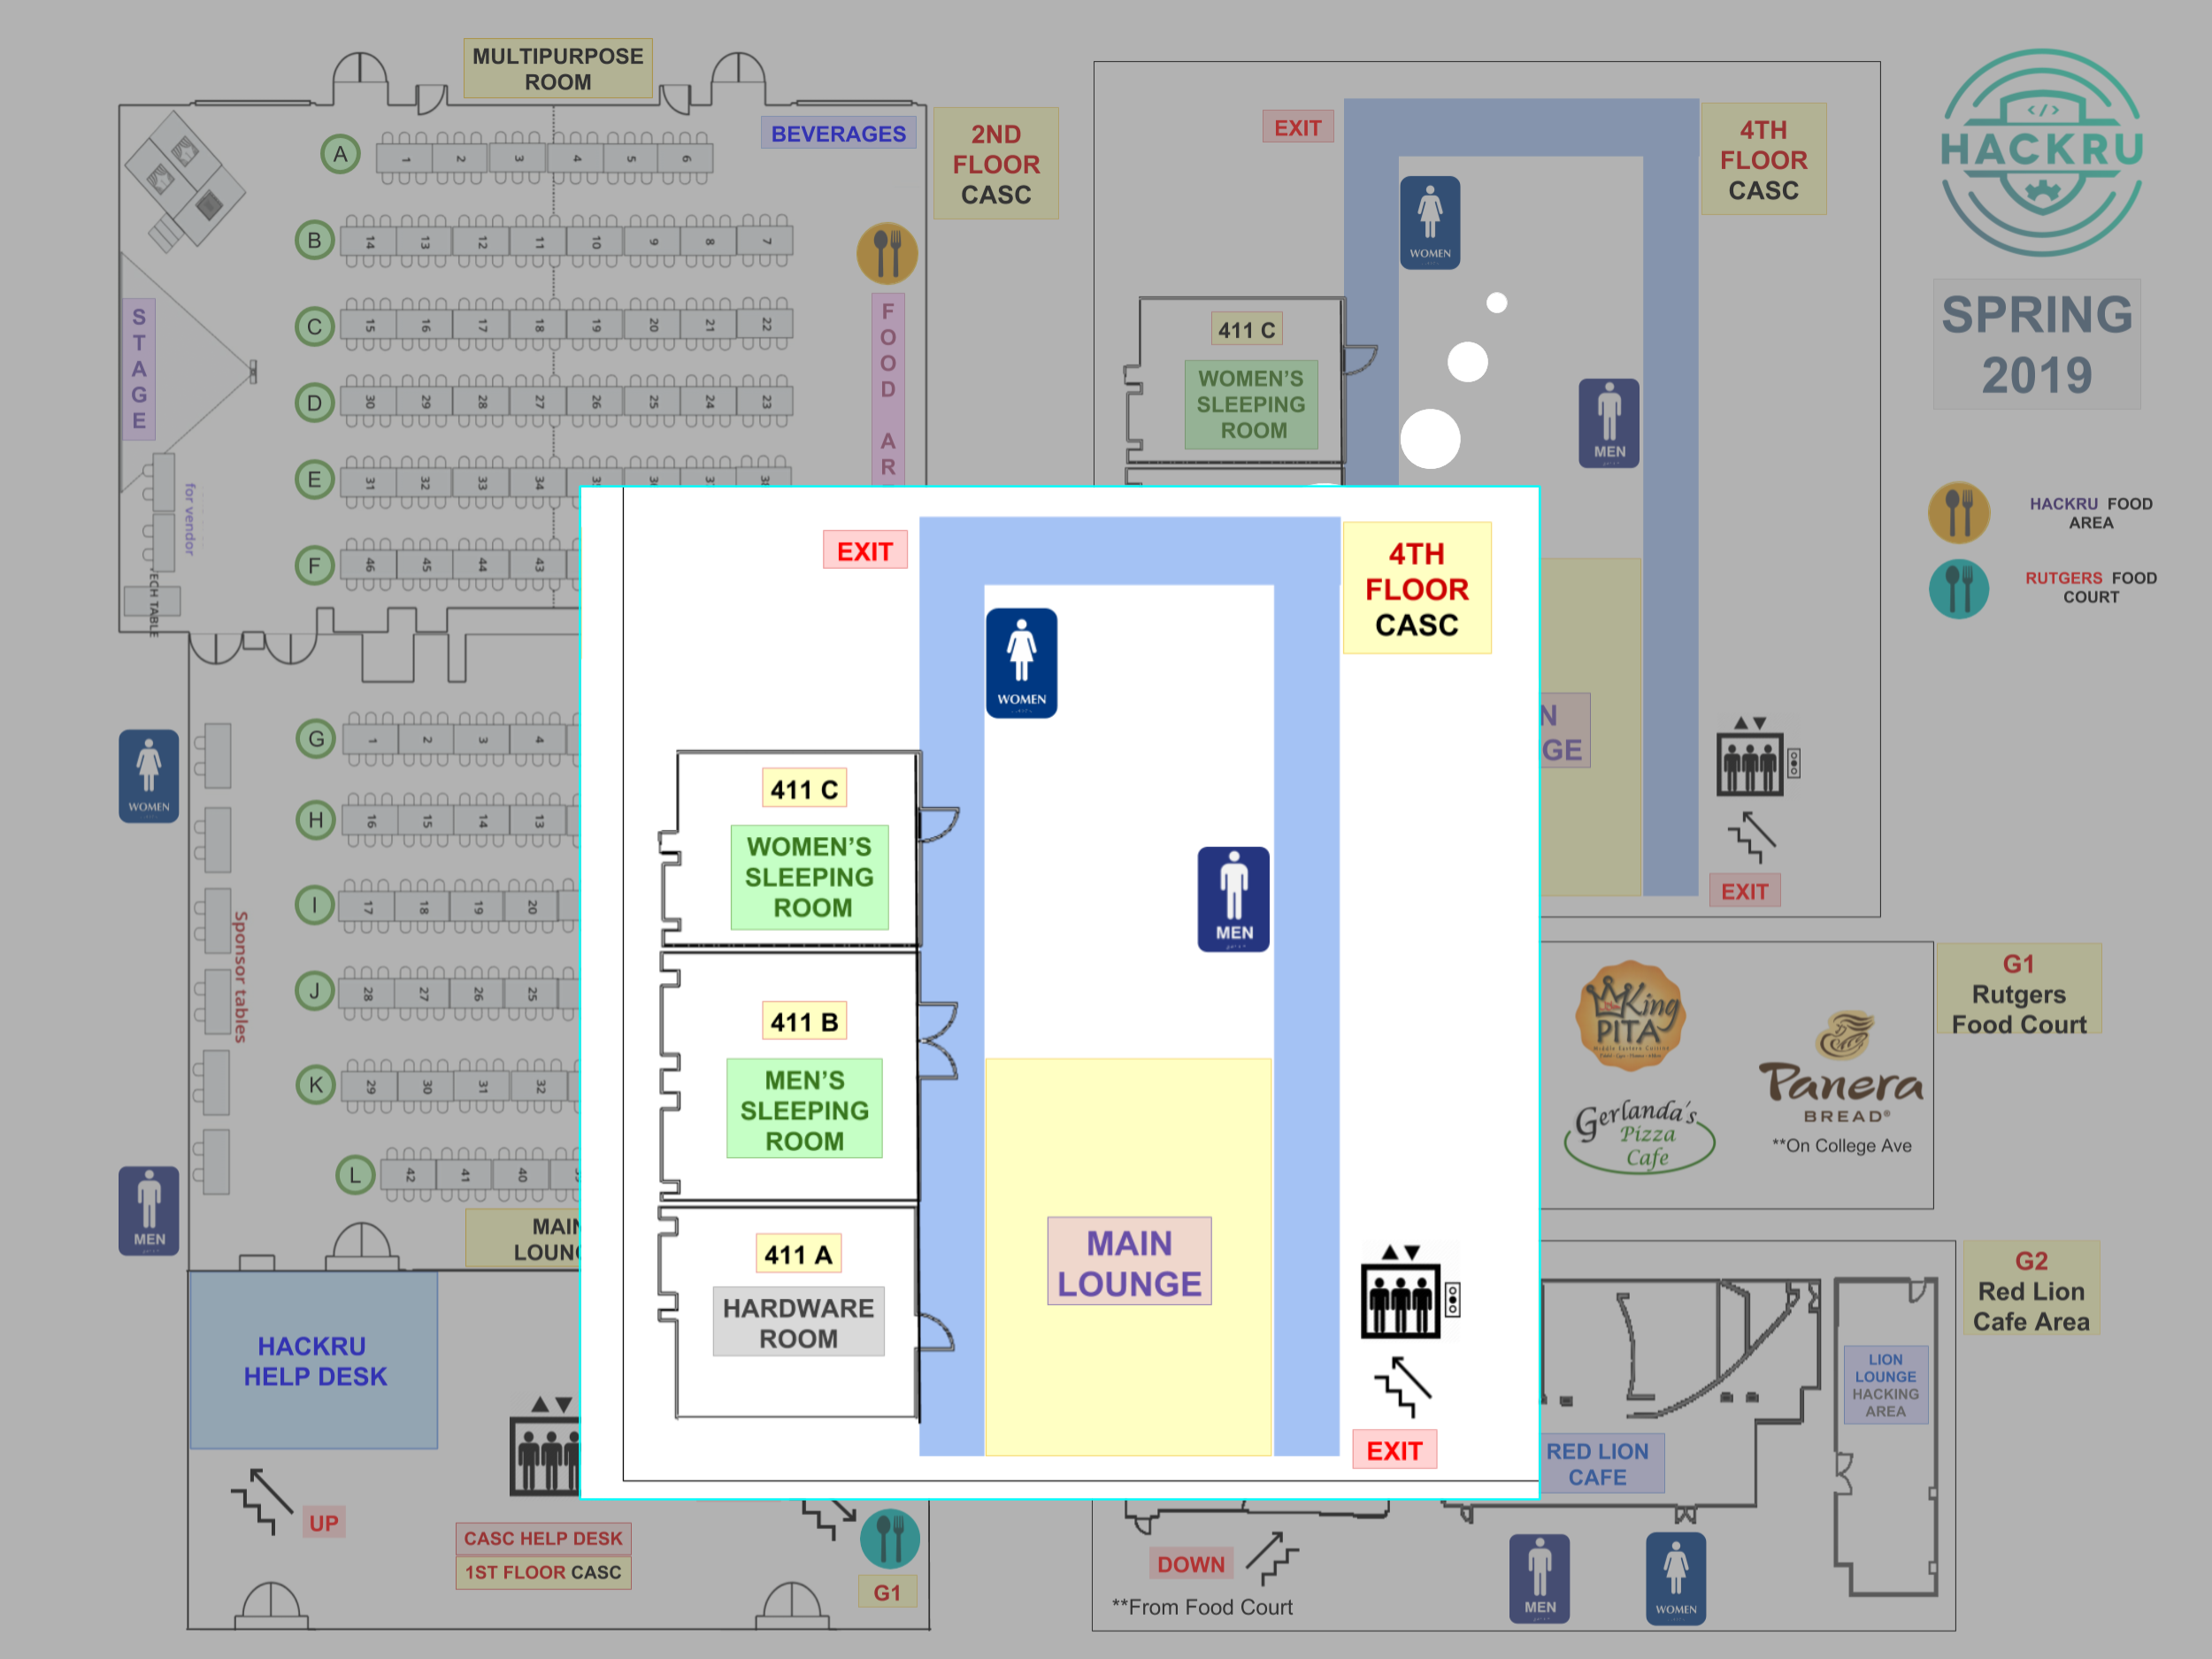 MULTIPURPOSE
ROOM
BEVERAGES
2ND
FLOOR
CASC
A
1 2 3 4 5 6
B
14 13 12 11 10 9 8 7
C
15 16 17 18 19 20 21 22
D
30 29 28 27 26 25 24 23
E
31 32 33 34
F
46 45 44 43
STAGE
FOOD AR
for vendor
ECH TABLE
WOMEN
MEN
Sponsor tables
G
1 2 3 4
H
16 15 14 13
I
17 18 19 20
J
28 27 26 25
K
29 30 31 32
L
42 41 40
MAIN
LOUN
HACKRU
HELP DESK
UP
CASC HELP DESK
1ST FLOOR CASC
G1
EXIT
4TH
FLOOR
CASC
WOMEN
411 C
WOMEN'S
SLEEPING
ROOM
MEN
N
GE
EXIT
EXIT
4TH
FLOOR
CASC
WOMEN
411 C
WOMEN'S
SLEEPING
ROOM
MEN
411 B
MEN'S
SLEEPING
ROOM
411 A
HARDWARE
ROOM
MAIN
LOUNGE
EXIT
</>
HACKRU
SPRING
2019
HACKRU FOOD
AREA
RUTGERS FOOD
COURT
G1
Rutgers
Food Court
King
PITA
Middle Eastern Cuisine
Gerlanda's
Pizza
Cafe
Panera
BREAD®
**On College Ave
G2
Red Lion
Cafe Area
LION
LOUNGE
HACKING
AREA
RED LION
CAFE
DOWN
**From Food Court
MEN
WOMEN